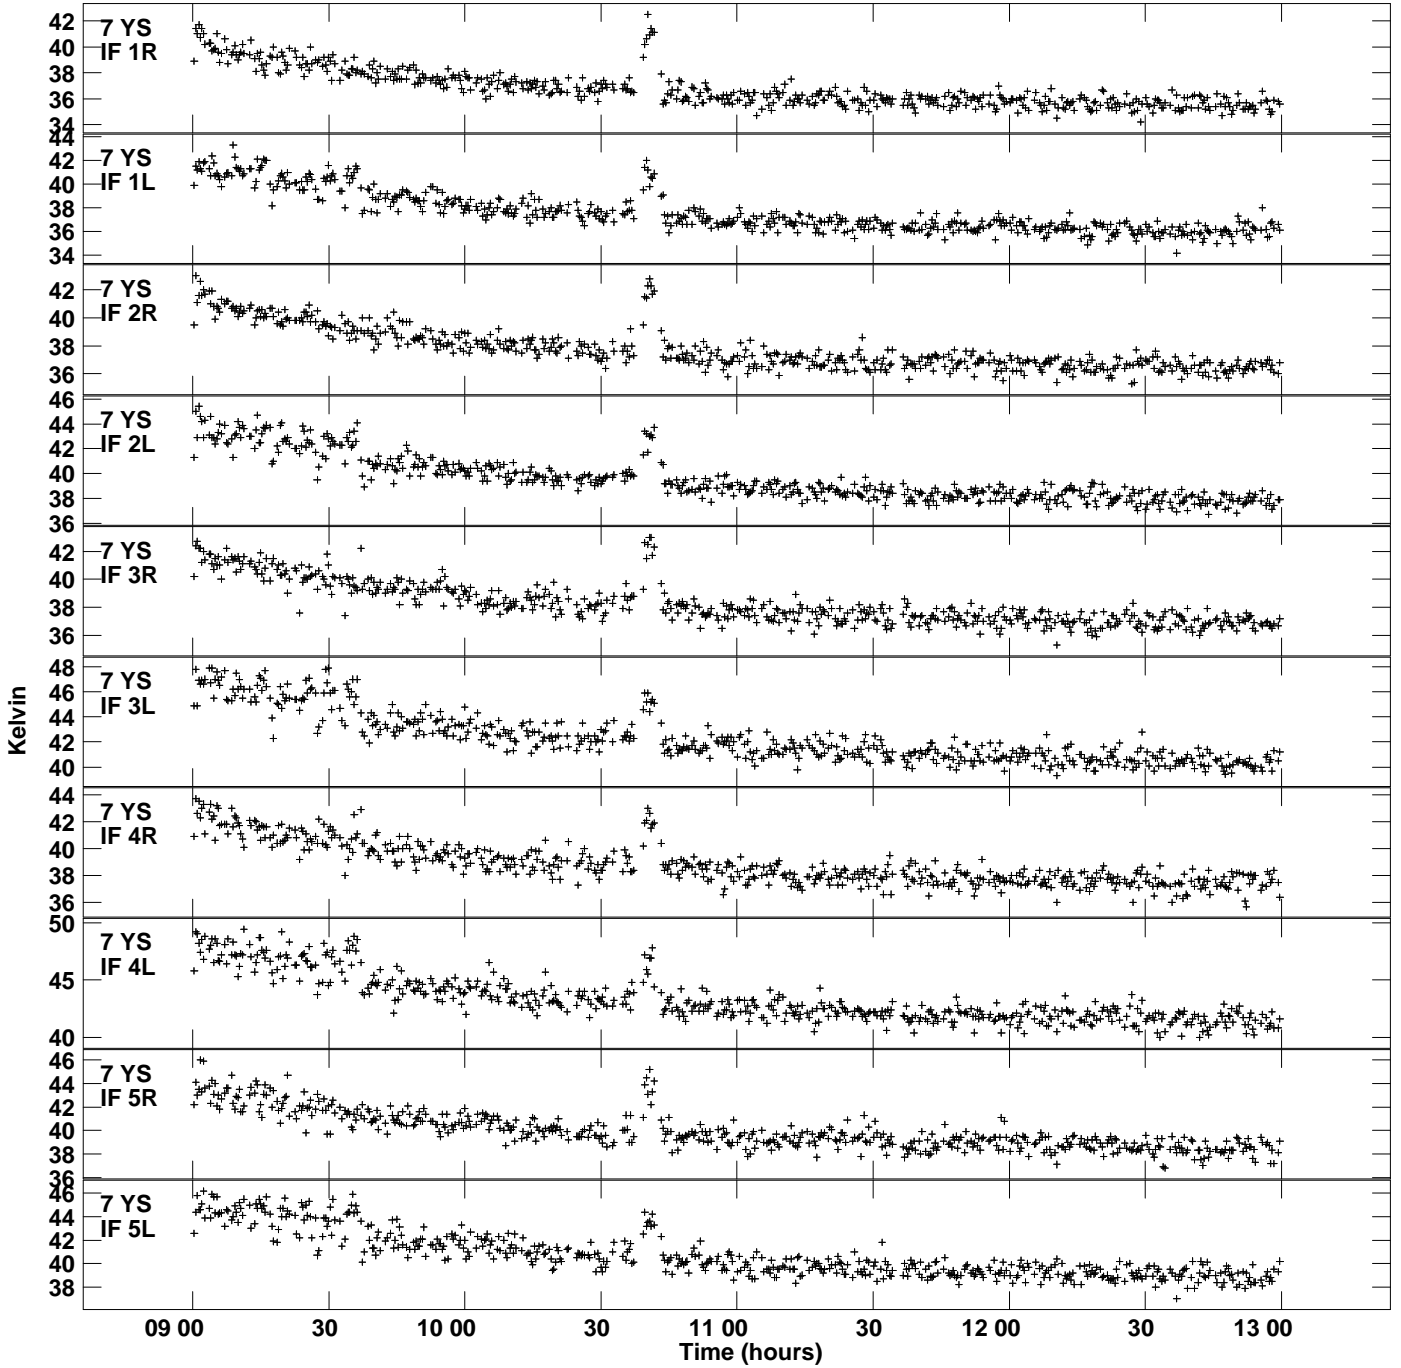 42
40
38
36
34
7 YS
IF 1R
44
42
40
38
36
34
7 YS
IF 1L
42
40
38
36
7 YS
IF 2R
46
44
42
40
38
36
7 YS
IF 2L
42
40
38
36
7 YS
IF 3R
48
46
44
42
40
7 YS
IF 3L
44
42
40
38
36
7 YS
IF 4R
50
45
40
7 YS
IF 4L
46
44
42
40
38
36
7 YS
IF 5R
46
44
42
40
38
7 YS
IF 5L
Kelvin
09 00 30 10 00 30 11 00 30 12 00 30 13 00
Time (hours)